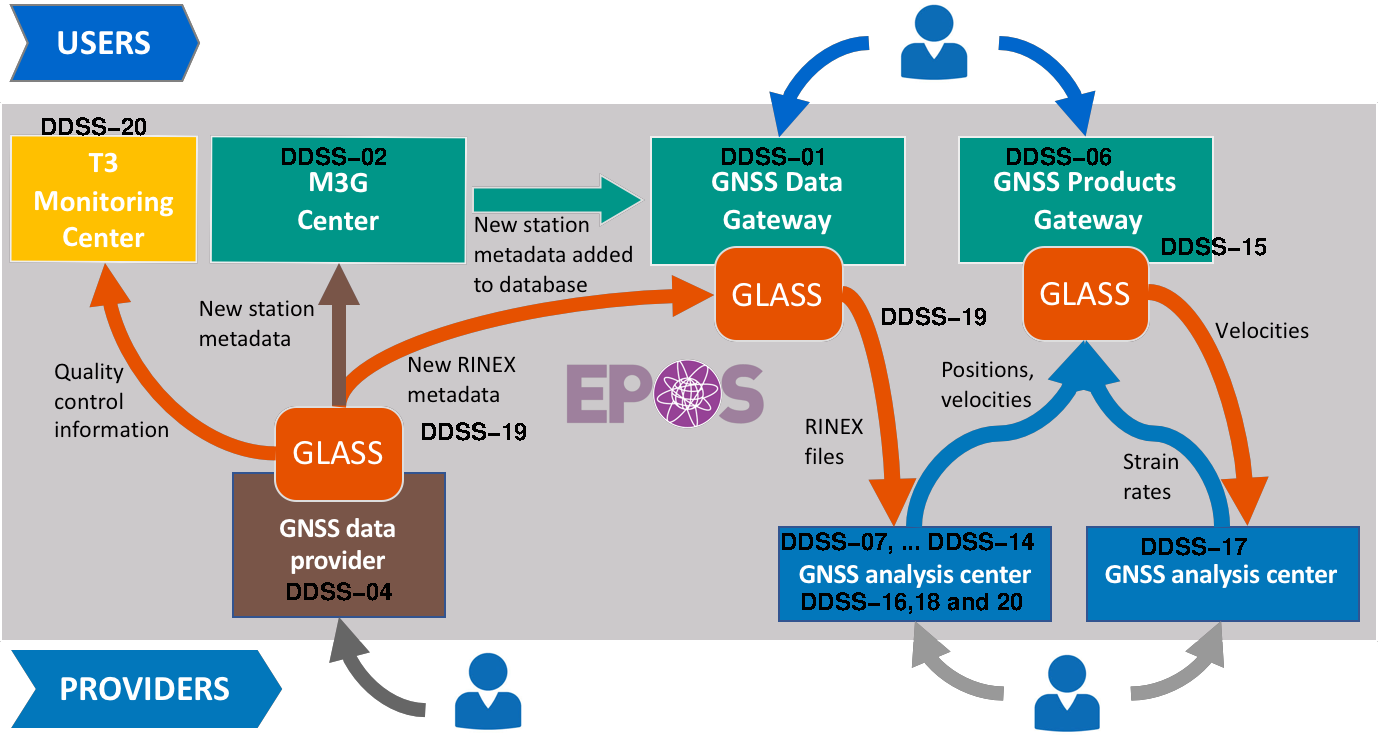 USERS
DDSS-20
T3
Monitoring
Center
DDSS-02
M3G
Center
New station
metadata added
to database
DDSS-01
GNSS Data
Gateway
GLASS
DDSS-06
GNSS Products
Gateway
DDSS-15
GLASS
New station
metadata
Quality
control
information
New RINEX
metadata
EPOS
DDSS-19
Velocities
Positions,
velocities
RINEX
files
Strain
rates
GLASS
DDSS-19
GNSS data
provider
DDSS-04
DDSS-07, ... DDSS-14
GNSS analysis center
DDSS-16,18 and 20
DDSS-17
GNSS analysis center
PROVIDERS